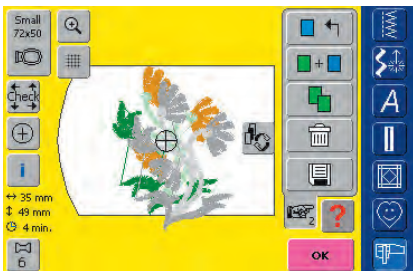 Small
72x50
Check
i
↔ 35 mm
↕ 49 mm
4 min.
6
+
2
?
OK
A